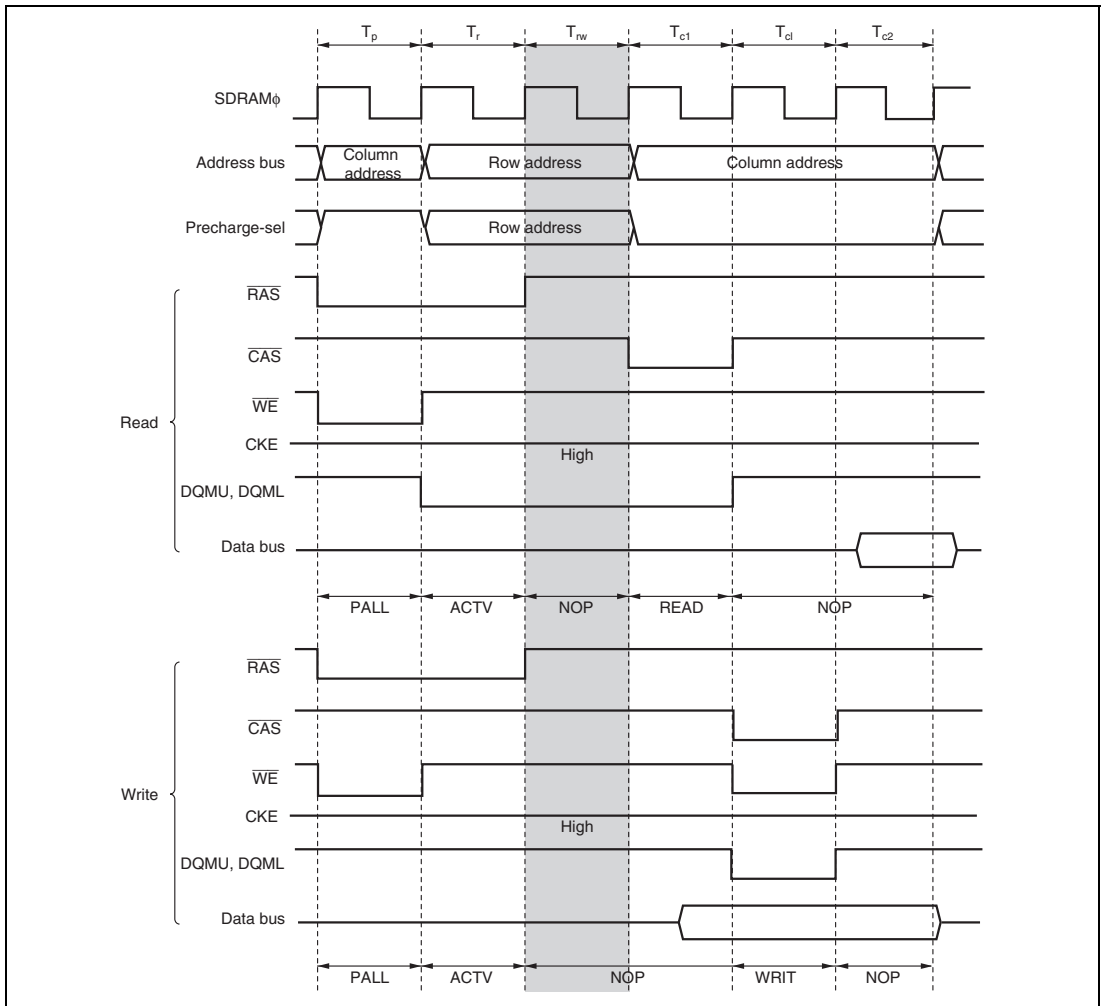 Tp Tr Trw Tc1 Tcl Tc2
SDRAMϕ
Address bus Column address Row address Column address
Precharge-sel Row address
Read
RAS
CAS
WE
CKE High
DQMU, DQML
Data bus
PALL ACTV NOP READ NOP
Write
RAS
CAS
WE
CKE High
DQMU, DQML
Data bus
PALL ACTV NOP WRIT NOP